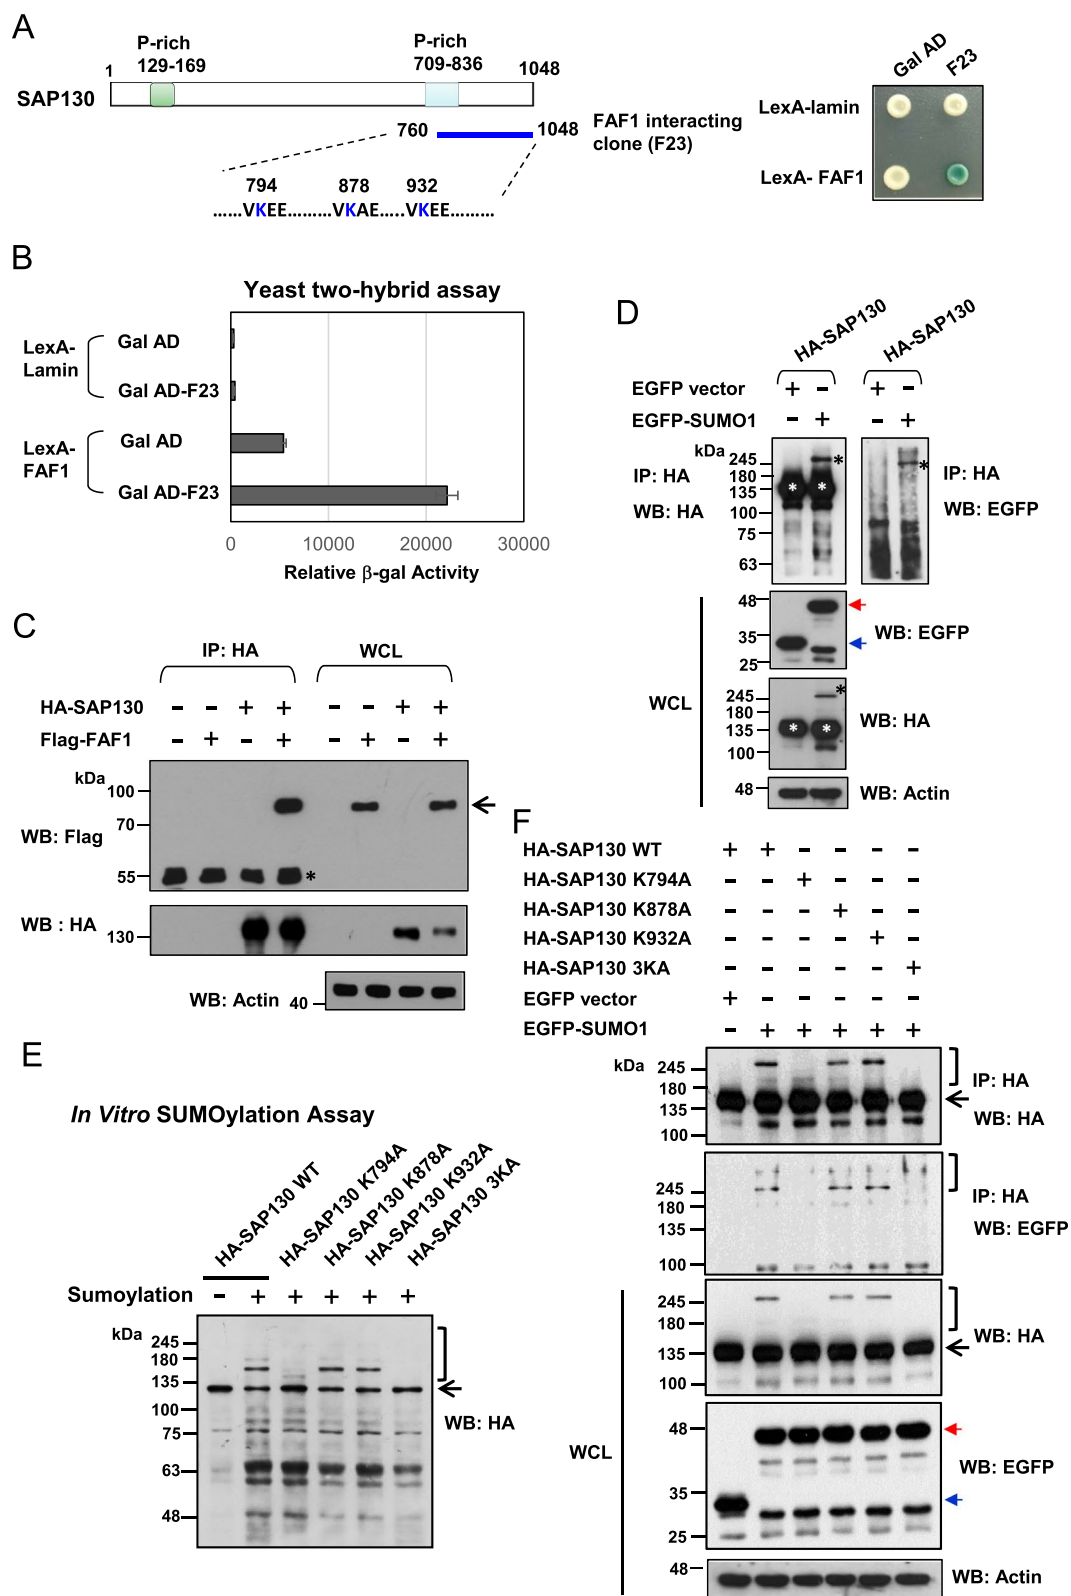 A
P-rich
129-169
P-rich
709-836
1
1048
SAP130
760
1048
FAF1 interacting
clone (F23)
794 878 932
......VKEE.........VKAE.....VKEE.........
Gal AD
F23
LexA-lamin
LexA- FAF1
B
Yeast two-hybrid assay
LexA-
Lamin
Gal AD
Gal AD-F23
LexA-
FAF1
Gal AD
Gal AD-F23
0 10000 20000 30000
Relative β-gal Activity
C
IP: HA WCL
HA-SAP130 - - + + - - + +
Flag-FAF1 - + - + - + - +
kDa
100
70
55
WB: Flag
*
WB : HA
130
WB: Actin
40
D
HA-SAP130
HA-SAP130
EGFP vector + - + -
EGFP-SUMO1 - + - +
kDa
245
180
135
100
75
63
IP: HA
WB: HA
*
* *
*
IP: HA
WB: EGFP
48
35
25
WB: EGFP
WCL
245
180
135
100
*
* *
WB: HA
48
WB: Actin
E
In Vitro SUMOylation Assay
HA-SAP130 WT
HA-SAP130 K794A
HA-SAP130 K878A
HA-SAP130 K932A
HA-SAP130 3KA
Sumoylation - + + + + +
kDa
245
180
135
100
75
63
48
WB: HA
F
HA-SAP130 WT + + - - - -
HA-SAP130 K794A - - + - - -
HA-SAP130 K878A - - - + - -
HA-SAP130 K932A - - - - + -
HA-SAP130 3KA - - - - - +
EGFP vector + - - - - -
EGFP-SUMO1 - + + + + +
kDa
245
180
135
100
IP: HA
WB: HA
245
180
135
100
IP: HA
WB: EGFP
WCL
245
180
135
100
WB: HA
48
35
25
WB: EGFP
48
WB: Actin